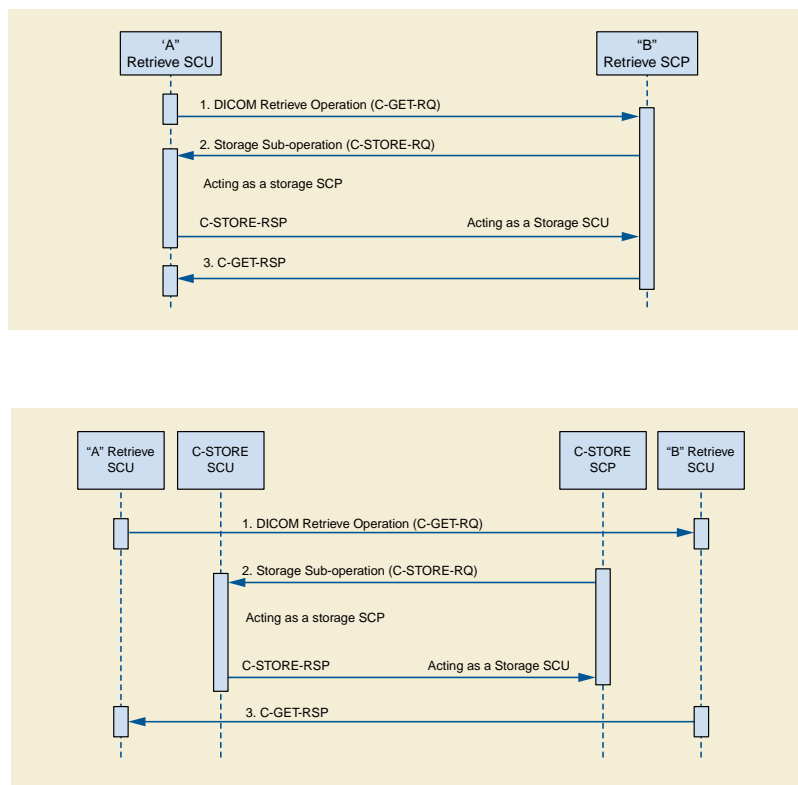 ‘A”
Retrieve SCU
“B”
Retrieve SCP
1. DICOM Retrieve Operation (C-GET-RQ)
2. Storage Sub-operation (C-STORE-RQ)
Acting as a storage SCP
C-STORE-RSP
Acting as a Storage SCU
3. C-GET-RSP
“A” Retrieve
SCU
C-STORE
SCU
C-STORE
SCP
“B” Retrieve
SCU
1. DICOM Retrieve Operation (C-GET-RQ)
2. Storage Sub-operation (C-STORE-RQ)
Acting as a storage SCP
C-STORE-RSP
Acting as a Storage SCU
3. C-GET-RSP